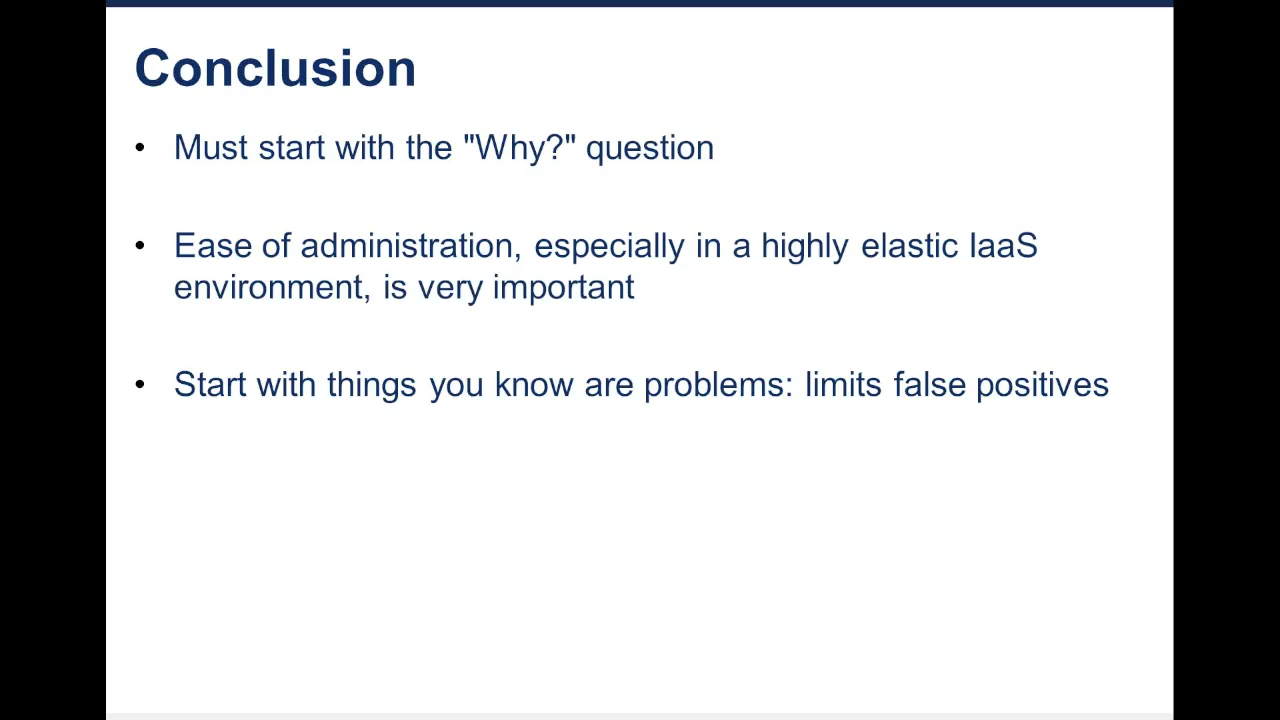 Conclusion
• Must start with the "Why?" question
• Ease of administration, especially in a highly elastic IaaS
environment, is very important
• Start with things you know are problems: limits false positives